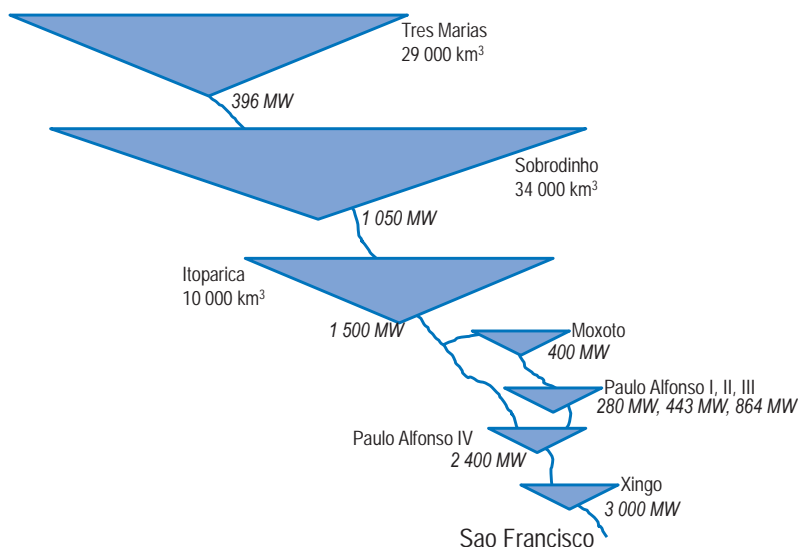 Tres Marias
29 000 km³
396 MW
Sobrodinho
34 000 km³
1 050 MW
Itoparica
10 000 km³
1 500 MW
Moxoto
400 MW
Paulo Alfonso I, II, III
280 MW, 443 MW, 864 MW
Paulo Alfonso IV
2 400 MW
Xingo
3 000 MW
Sao Francisco